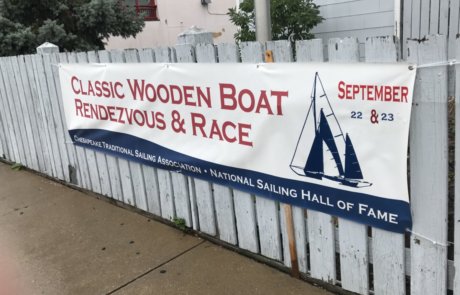 Classic Wooden Boat
Rendezvous & Race
September
22 & 23
Chesapeake Traditional Sailing Association • National Sailing Hall of Fame